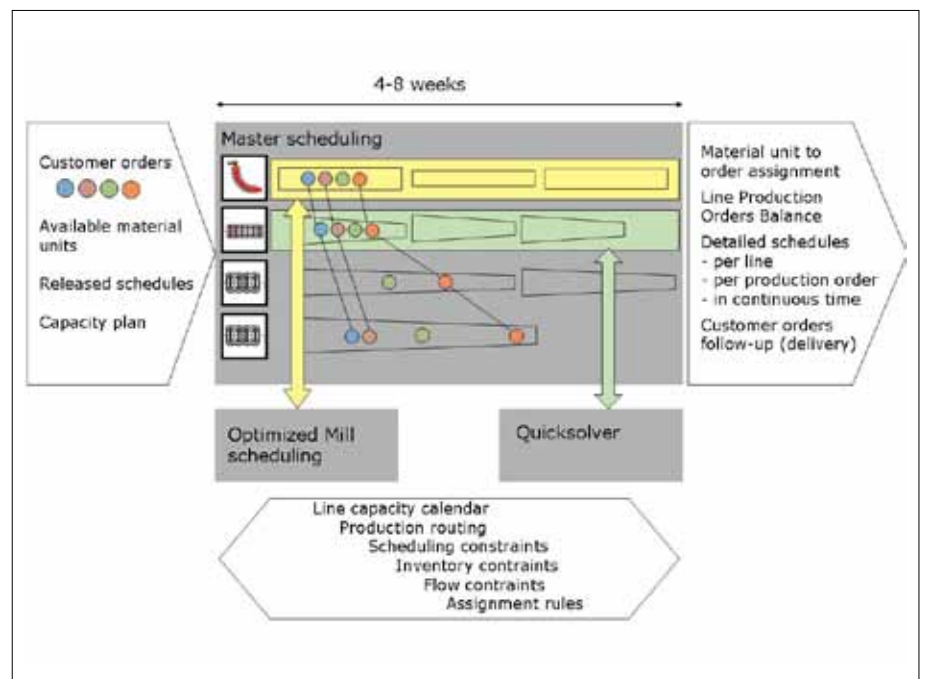 4-8 weeks
Master scheduling
Customer orders
Available material
units
Released schedules
Capacity plan
Material unit to
order assignment
Line Production
Orders Balance
Detailed schedules
- per line
- per production order
- in continuous time
Customer orders
follow-up (delivery)
Optimized Mill
scheduling
Quicksolver
Line capacity calendar
Production routing
Scheduling constraints
Inventory contraints
Flow contraints
Assignment rules